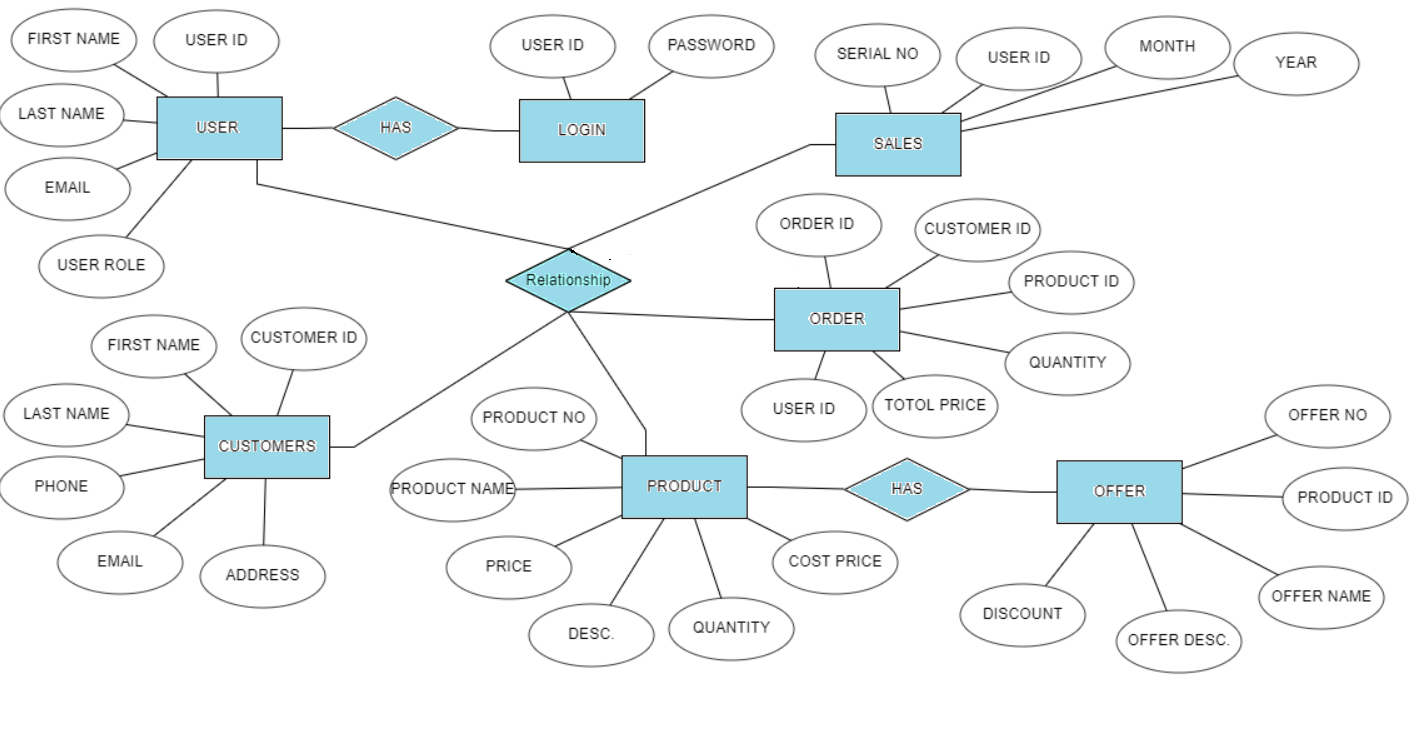 FIRST NAME
USER ID
LAST NAME
EMAIL
USER ROLE
USER
HAS
USER ID
PASSWORD
LOGIN
SERIAL NO
USER ID
MONTH
YEAR
SALES
Relationship
ORDER ID
CUSTOMER ID
PRODUCT ID
ORDER
QUANTITY
USER ID
TOTOL PRICE
FIRST NAME
CUSTOMER ID
LAST NAME
CUSTOMERS
PHONE
EMAIL
ADDRESS
PRODUCT NO
PRODUCT NAME
PRODUCT
PRICE
DESC.
QUANTITY
COST PRICE
HAS
OFFER NO
OFFER
PRODUCT ID
DISCOUNT
OFFER DESC.
OFFER NAME